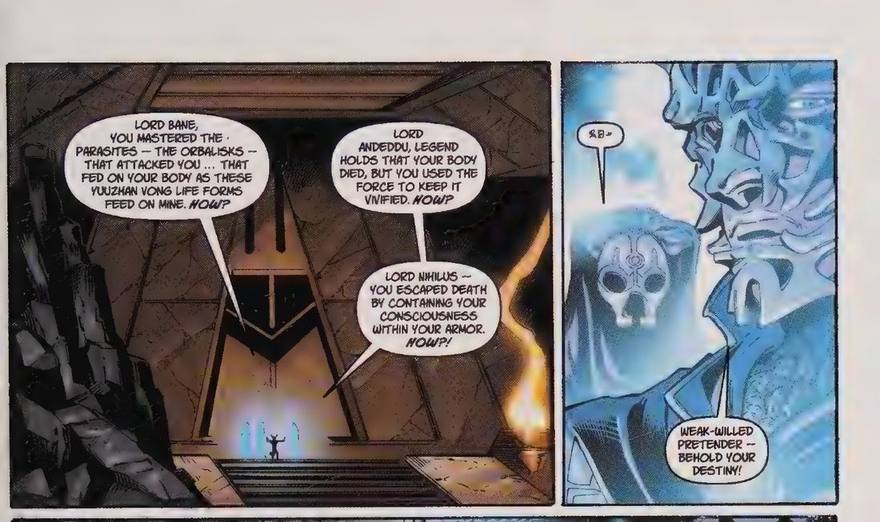 LORD BANE,
YOU MASTERED THE
PARASITES -- THE ORBALISKS --
THAT ATTACKED YOU ... THAT
FED ON YOUR BODY AS THESE
YUUZHAN VONG LIFE FORMS
FEED ON MINE. HOW?
LORD
ANDEDDU, LEGEND
HOLDS THAT YOUR BODY
DIED, BUT YOU USED THE
FORCE TO KEEP IT
VIVIFIED. HOW?
LORD NIHILUS --
YOU ESCAPED DEATH
BY CONTAINING YOUR
CONSCIOUSNESS
WITHIN YOUR ARMOR.
HOW?!
WEAK-WILLED
PRETENDER --
BEHOLD YOUR
DESTINY!